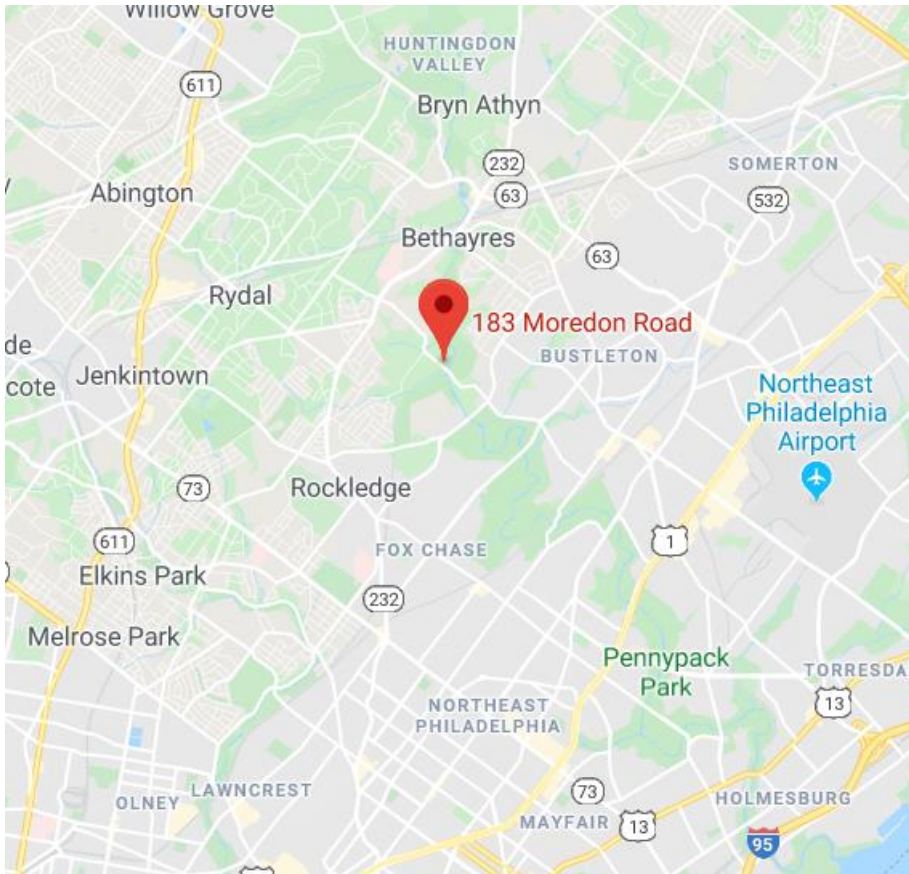 Willow Grove
HUNTINGDON
VALLEY
611
Bryn Athyn
232
SOMERTON
Abington
63
532
Bethayres
63
Rydal
183 Moredon Road
de
BUSTLETON
cote
Jenkintown
Northeast
Philadelphia
Airport
73
Rockledge
611
1
FOX CHASE
Elkins Park
232
Melrose Park
Pennypack
Park
TORRESDA
13
NORTHEAST
PHILADELPHIA
73
LAWNCREST
OLNEY
HOLMESBURG
MAYFAIR
13
95